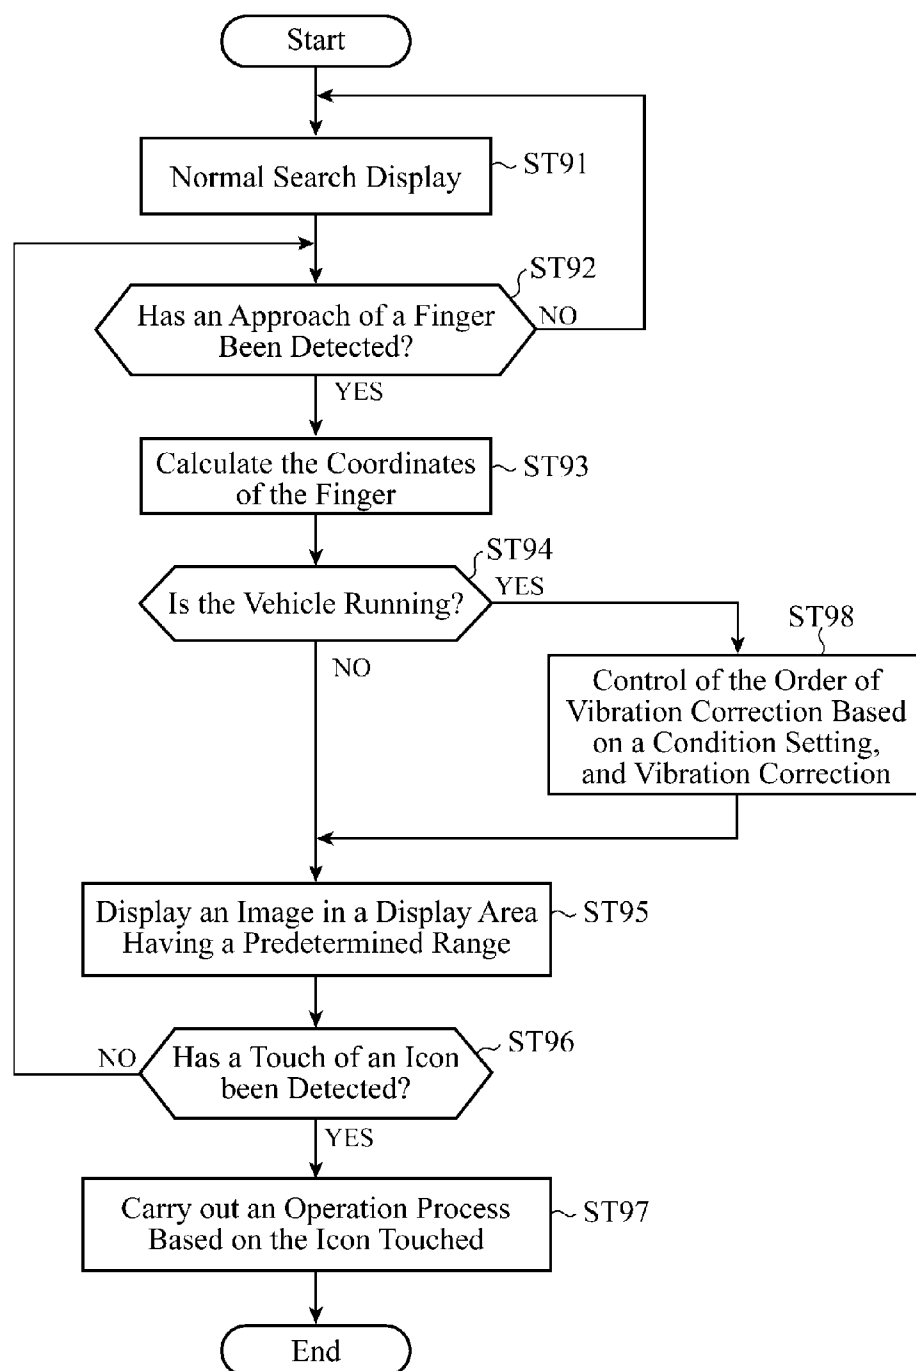 Start
Normal Search Display
ST91
ST92
Has an Approach of a Finger
Been Detected?
NO
YES
Calculate the Coordinates
of the Finger
ST93
ST94
Is the Vehicle Running?
YES
NO
ST98
Control of the Order of
Vibration Correction Based
on a Condition Setting,
and Vibration Correction
Display an Image in a Display Area
Having a Predetermined Range
ST95
ST96
Has a Touch of an Icon
been Detected?
NO
YES
Carry out an Operation Process
Based on the Icon Touched
ST97
End